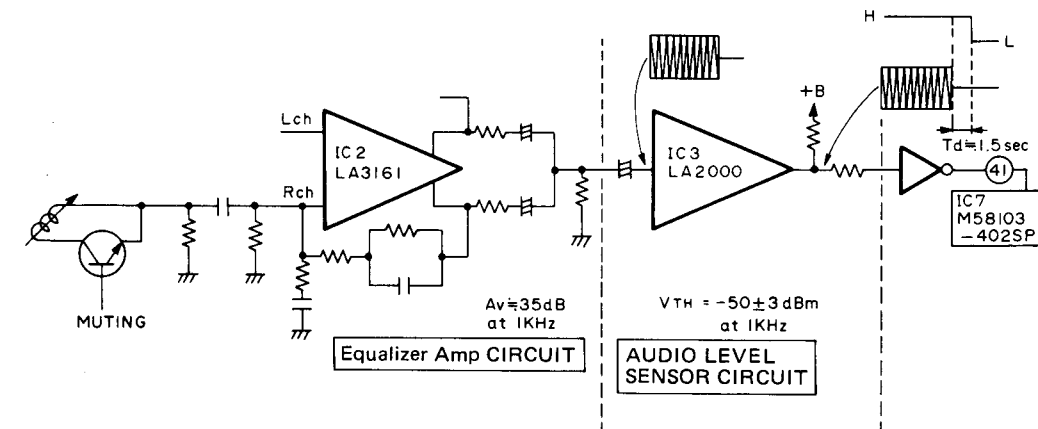 H
L
+B
Td≒1.5 sec
Lch
IC2
LA3161
Rch
IC3
LA2000
41
IC7
M58103
-402SP
MUTING
Av≒35dB
at 1KHz
VTH = -50±3 dBm
at 1KHz
Equalizer Amp CIRCUIT
AUDIO LEVEL
SENSOR CIRCUIT